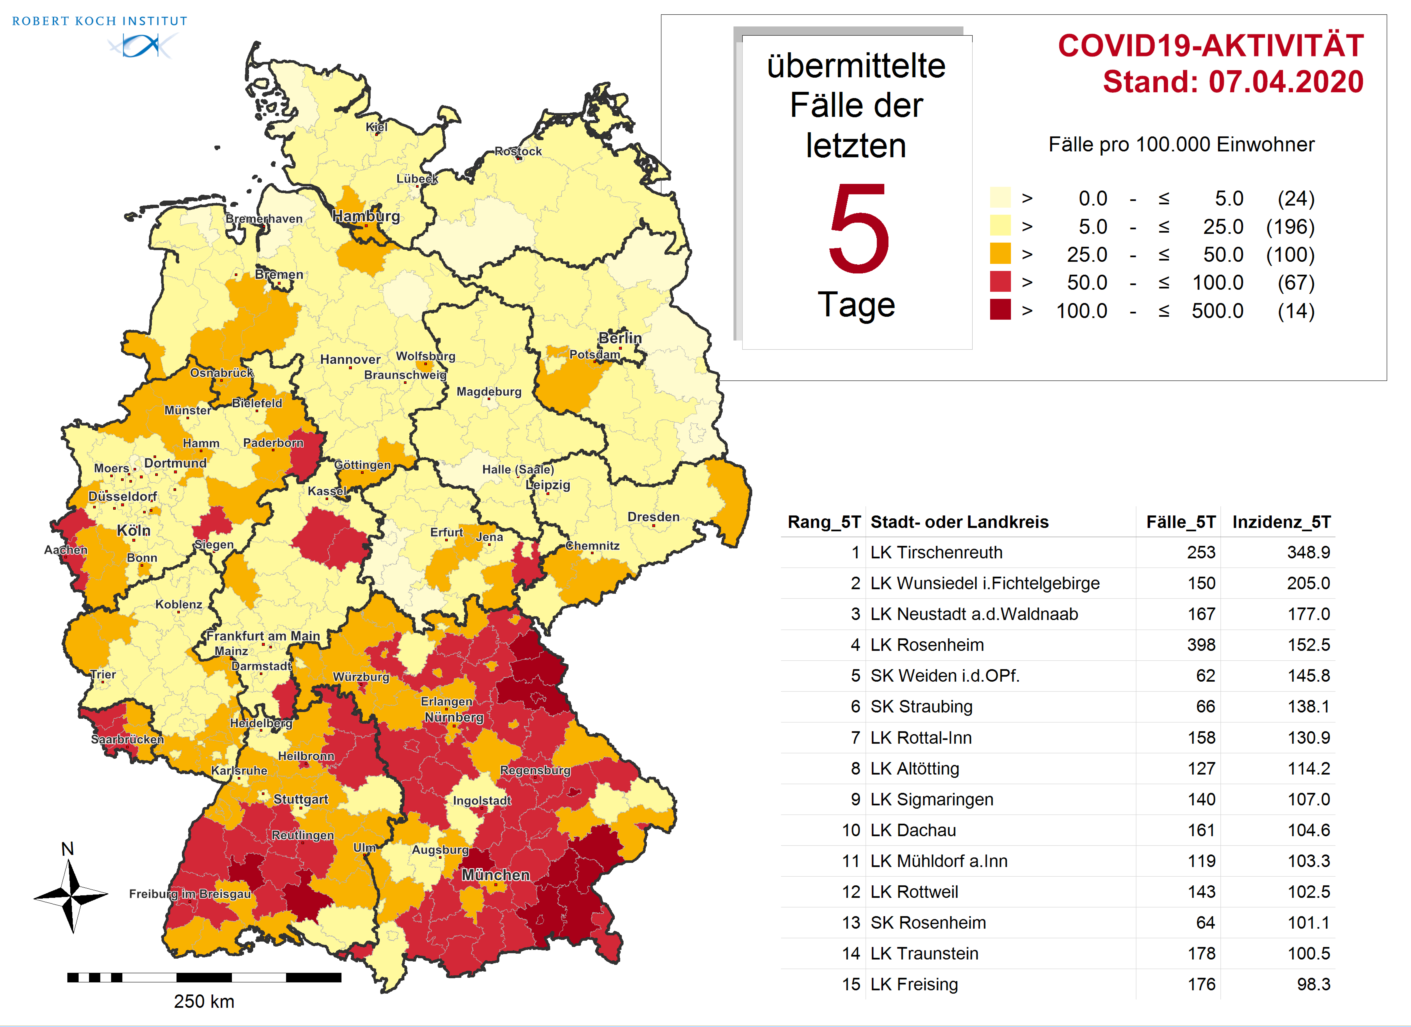 ROBERT KOCH INSTITUT
übermittelte
Fälle der
letzten
5
Tage
COVID19-AKTIVITÄT
Stand: 07.04.2020
Fälle pro 100.000 Einwohner
> 0.0 - ≤ 5.0 (24)
> 5.0 - ≤ 25.0 (196)
> 25.0 - ≤ 50.0 (100)
> 50.0 - ≤ 100.0 (67)
> 100.0 - ≤ 500.0 (14)
Kiel
Rostock
Lübeck
Hamburg
Bremerhaven
Bremen
Berlin
Potsdam
Hannover
Wolfsburg
Braunschweig
Osnabrück
Magdeburg
Münster
Bielefeld
Hamm
Paderborn
Göttingen
Moers
Dortmund
Halle (Saale)
Leipzig
Kassel
Düsseldorf
Dresden
Köln
Erfurt
Jena
Chemnitz
Aachen
Siegen
Bonn
Koblenz
Frankfurt am Main
Mainz
Darmstadt
Trier
Würzburg
Erlangen
Nürnberg
Heidelberg
Saarbrücken
Heilbronn
Karlsruhe
Regensburg
Stuttgart
Ingolstadt
Reutlingen
Ulm
Augsburg
München
Freiburg im Breisgau
N
250 km
Rang_5T Stadt- oder Landkreis Fälle_5T Inzidenz_5T
1 LK Tirschenreuth 253 348.9
2 LK Wunsiedel i.Fichtelgebirge 150 205.0
3 LK Neustadt a.d.Waldnaab 167 177.0
4 LK Rosenheim 398 152.5
5 SK Weiden i.d.OPf. 62 145.8
6 SK Straubing 66 138.1
7 LK Rottal-Inn 158 130.9
8 LK Altötting 127 114.2
9 LK Sigmaringen 140 107.0
10 LK Dachau 161 104.6
11 LK Mühldorf a.Inn 119 103.3
12 LK Rottweil 143 102.5
13 SK Rosenheim 64 101.1
14 LK Traunstein 178 100.5
15 LK Freising 176 98.3